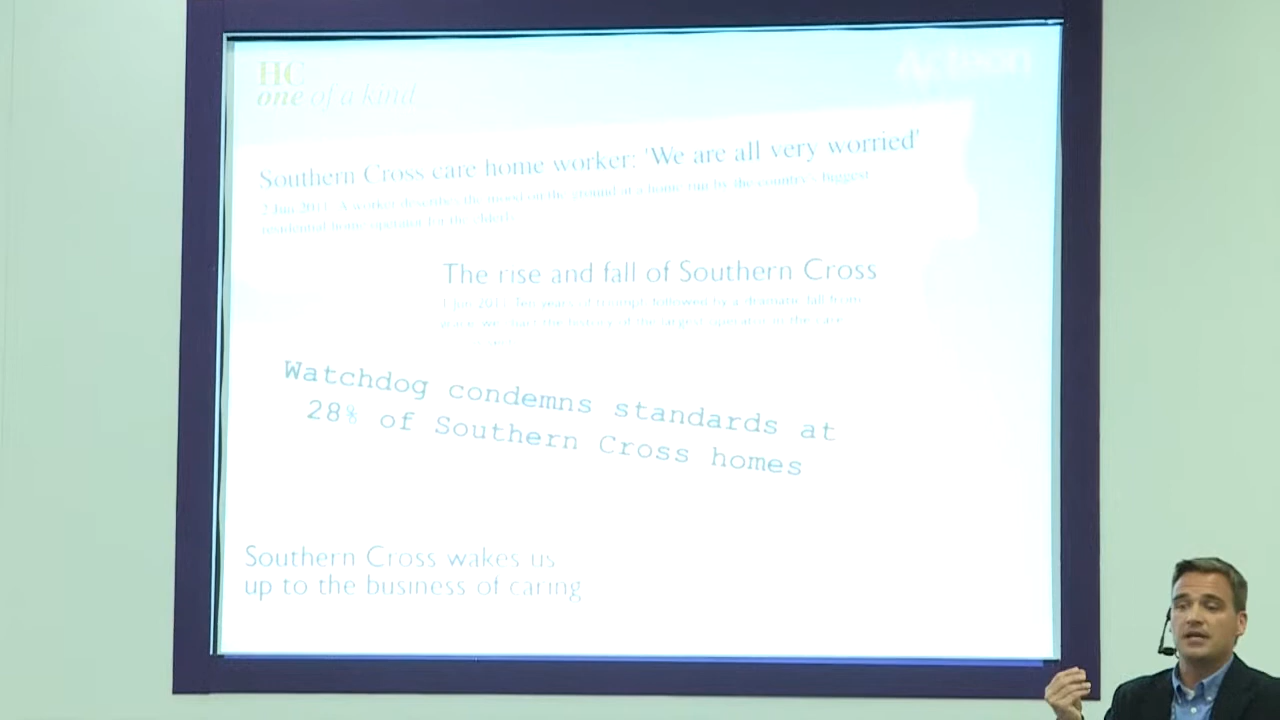 HC
one of a kind
Acteon
Southern Cross care home worker: 'We are all very worried'
2 Jun 2011: A worker describes the mood on the ground at a home run by the country's biggest
residential home operator for the elderly
The rise and fall of Southern Cross
1 Jun 2011: Ten years of triumph followed by a dramatic fall from
grace we chart the history of the largest operator in the care
Watchdog condemns standards at
28% of Southern Cross homes
Southern Cross wakes us
up to the business of caring